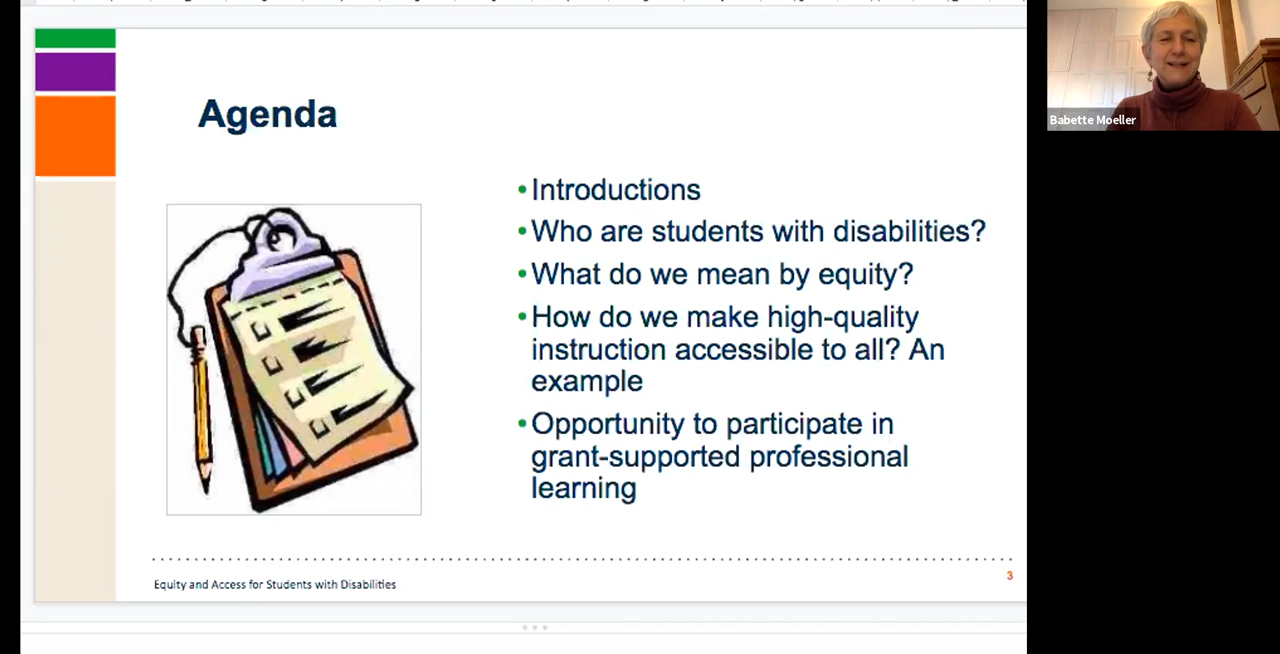 Agenda
•Introductions
•Who are students with disabilities?
•What do we mean by equity?
•How do we make high-quality
instruction accessible to all? An
example
•Opportunity to participate in
grant-supported professional
learning
Equity and Access for Students with Disabilities
3
Babette Moeller